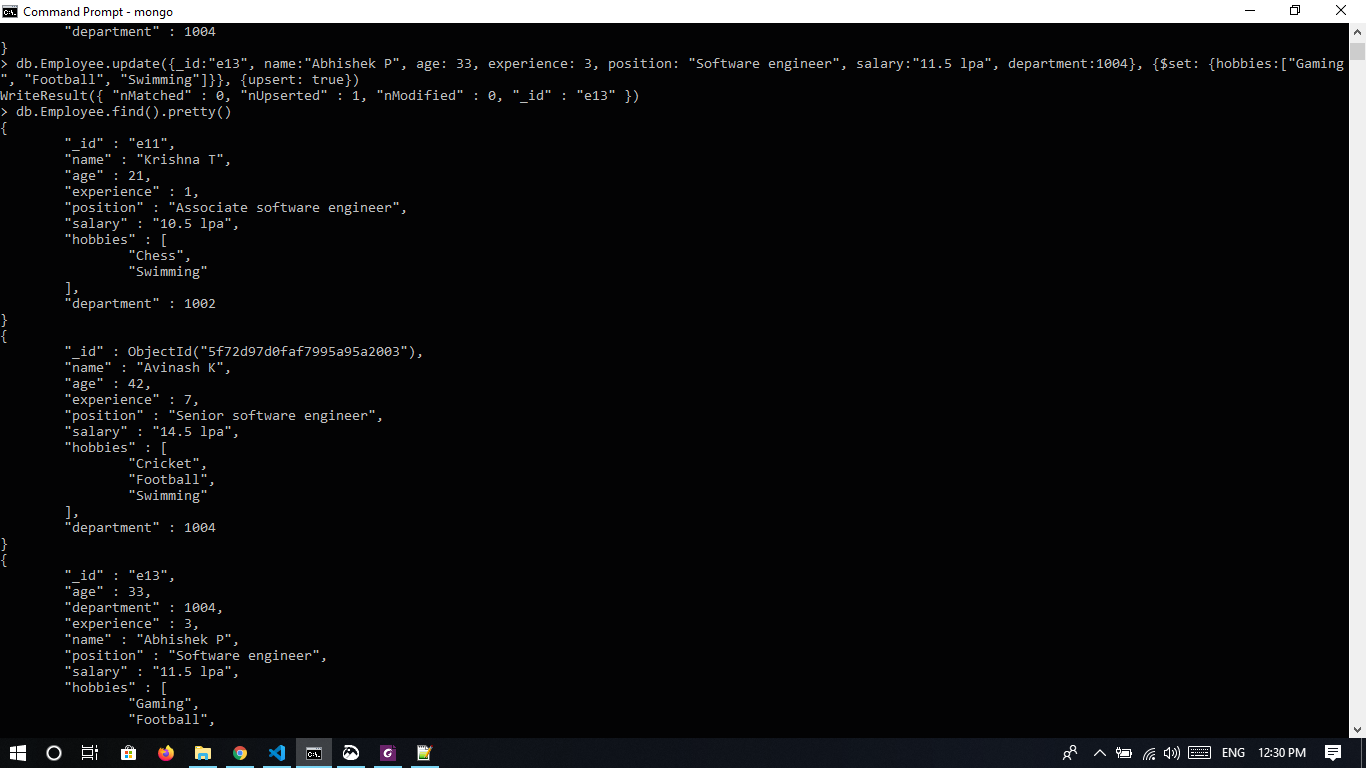 Command Prompt - mongo
"department" : 1004
}
> db.Employee.update({_id:"e13", name:"Abhishek P", age: 33, experience: 3, position: "Software engineer", salary:"11.5 lpa", department:1004}, {$set: {hobbies:["Gaming
", "Football", "Swimming"]}}, {upsert: true})
WriteResult({ "nMatched" : 0, "nUpserted" : 1, "nModified" : 0, "_id" : "e13" })
> db.Employee.find().pretty()
{
"_id" : "e11",
"name" : "Krishna T",
"age" : 21,
"experience" : 1,
"position" : "Associate software engineer",
"salary" : "10.5 lpa",
"hobbies" : [
"Chess",
"Swimming"
],
"department" : 1002
}
{
"_id" : ObjectId("5f72d97d0faf7995a95a2003"),
"name" : "Avinash K",
"age" : 42,
"experience" : 7,
"position" : "Senior software engineer",
"salary" : "14.5 lpa",
"hobbies" : [
"Cricket",
"Football",
"Swimming"
],
"department" : 1004
}
{
"_id" : "e13",
"age" : 33,
"department" : 1004,
"experience" : 3,
"name" : "Abhishek P",
"position" : "Software engineer",
"salary" : "11.5 lpa",
"hobbies" : [
"Gaming",
"Football",
ENG 12:30 PM